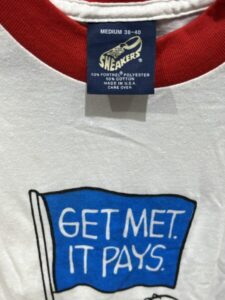 MEDIUM 38-40
SNEAKERS
50% FORTREL® POLYESTER
50% COTTON
MADE IN U.S.A.
CARE OVER
GET MET.
IT PAYS.